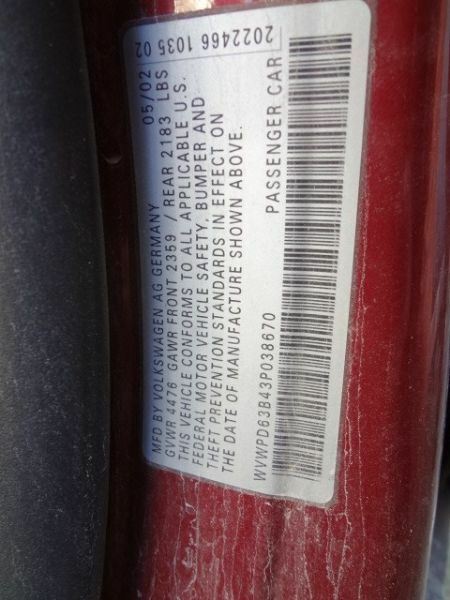 2022466 1035 02
MFD BY VOLKSWAGEN AG GERMANY 05/02
GVWR 4476 GAWR FRONT 2359 / REAR 2183 LBS
THIS VEHICLE CONFORMS TO ALL APPLICABLE U.S.
FEDERAL MOTOR VEHICLE SAFETY, BUMPER AND
THEFT PREVENTION STANDARDS IN EFFECT ON
THE DATE OF MANUFACTURE SHOWN ABOVE.
WVWPD63B43P038670 PASSENGER CAR